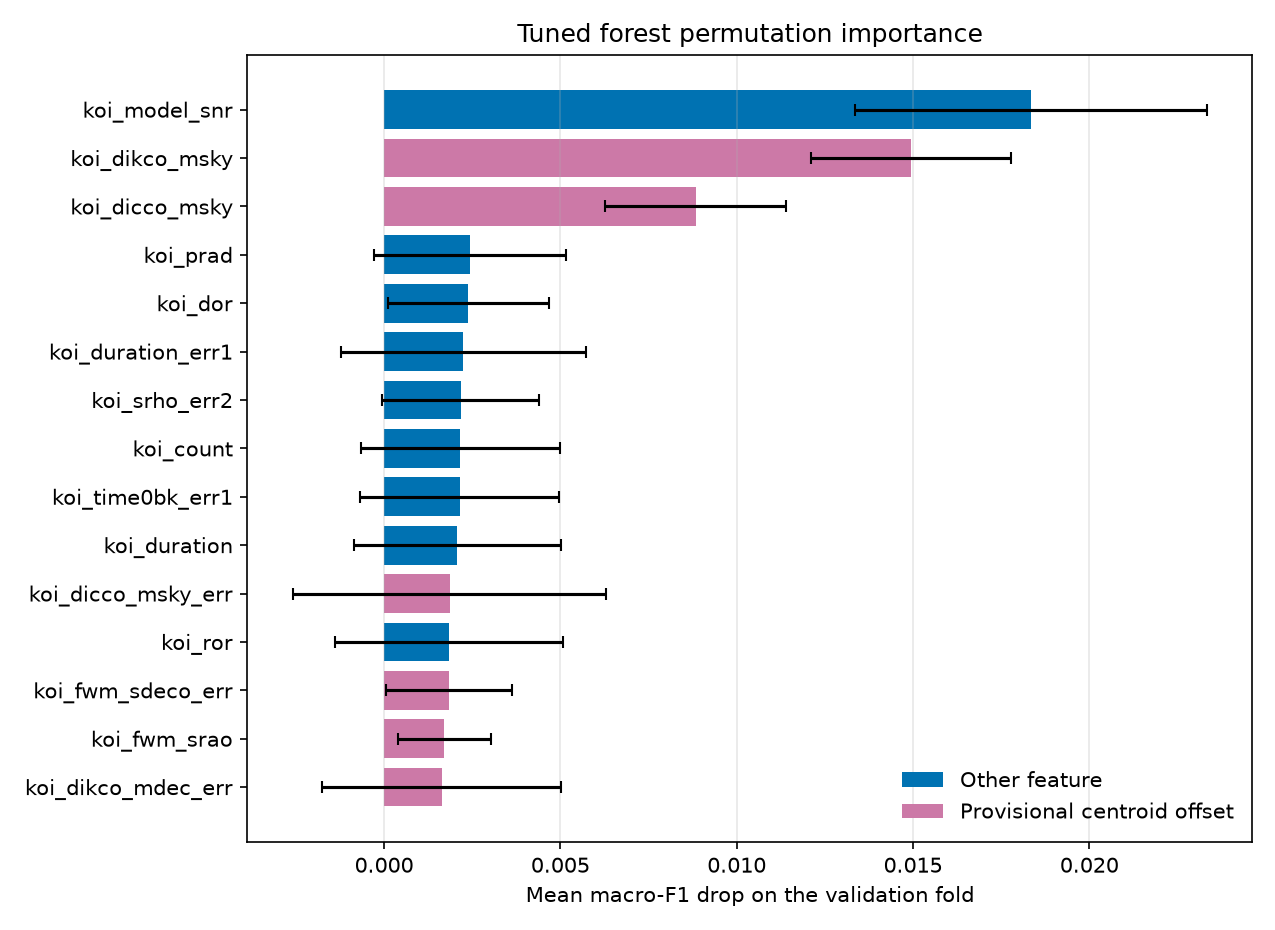 Tuned forest permutation importance
koi_model_snr
koi_dikco_msky
koi_dicco_msky
koi_prad
koi_dor
koi_duration_err1
koi_srho_err2
koi_count
koi_time0bk_err1
koi_duration
koi_dicco_msky_err
koi_ror
koi_fwm_sdeco_err
koi_fwm_srao
koi_dikco_mdec_err
Other feature
Provisional centroid offset
0.000 0.005 0.010 0.015 0.020
Mean macro-F1 drop on the validation fold